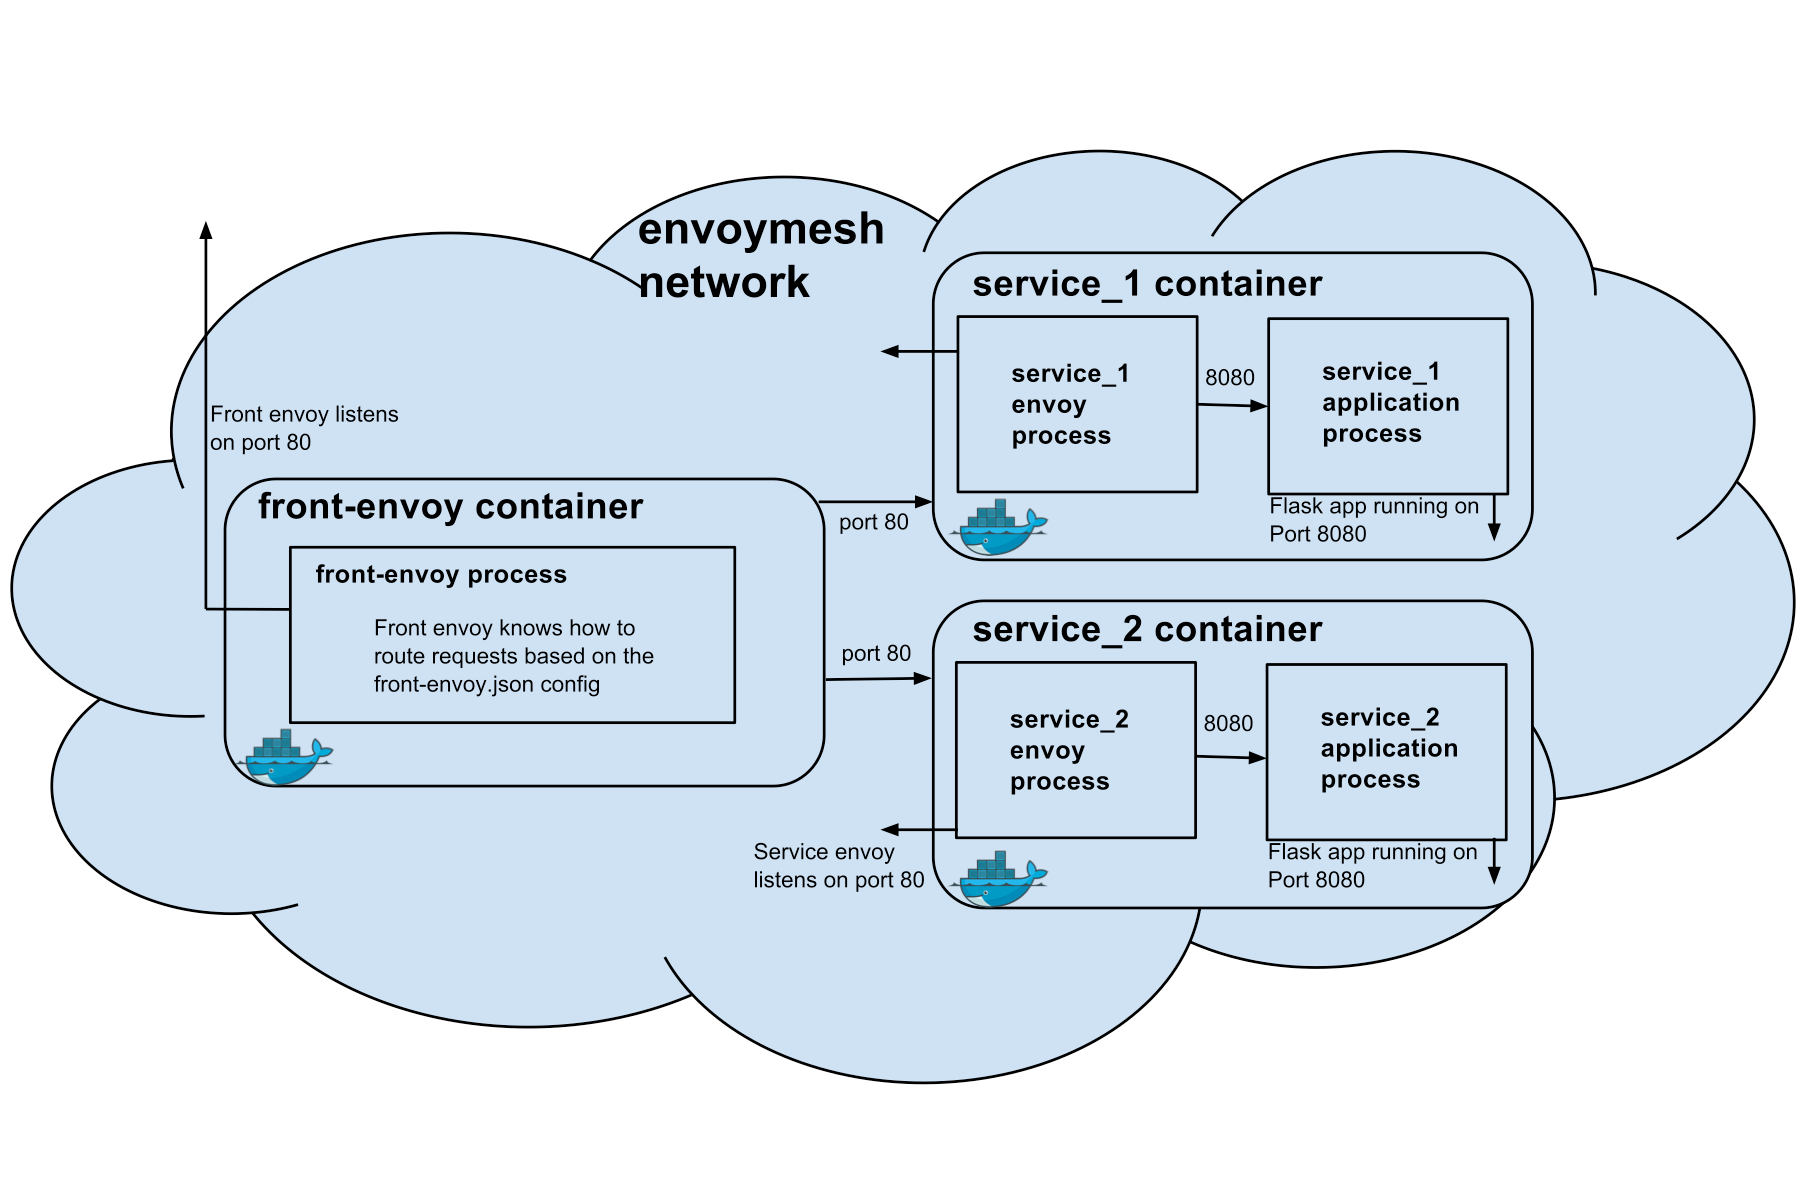 envoymesh
network
Front envoy listens
on port 80
front-envoy container
front-envoy process
Front envoy knows how to
route requests based on the
front-envoy.json config
port 80
port 80
service_1 container
service_1
envoy
process
8080
service_1
application
process
Flask app running on
Port 8080
service_2 container
service_2
envoy
process
8080
service_2
application
process
Service envoy
listens on port 80
Flask app running on
Port 8080